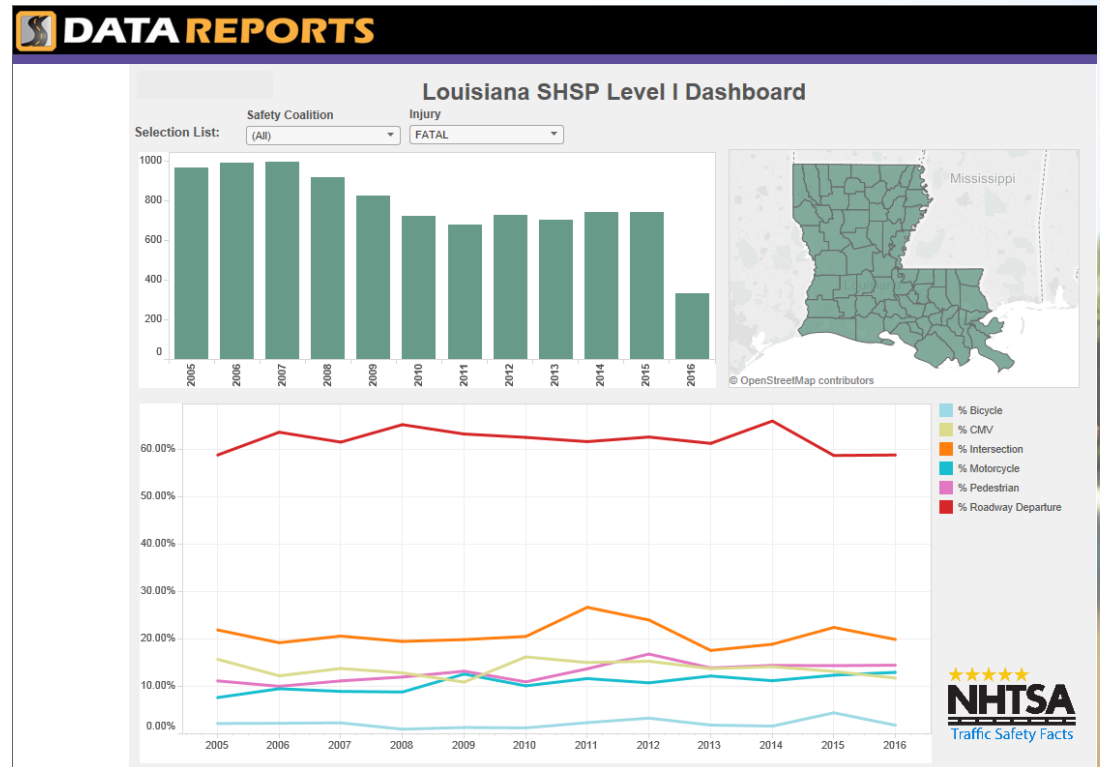 DATA REPORTS
Louisiana SHSP Level I Dashboard
Safety Coalition
Injury
Selection List:
(All)
FATAL
1000
800
600
400
200
0
2005
2006
2007
2008
2009
2010
2011
2012
2013
2014
2015
2016
Mississippi
Louisiana
© OpenStreetMap contributors
60.00%
50.00%
40.00%
30.00%
20.00%
10.00%
0.00%
2005 2006 2007 2008 2009 2010 2011 2012 2013 2014 2015 2016
% Bicycle
% CMV
% Intersection
% Motorcycle
% Pedestrian
% Roadway Departure
NHTSA
Traffic Safety Facts